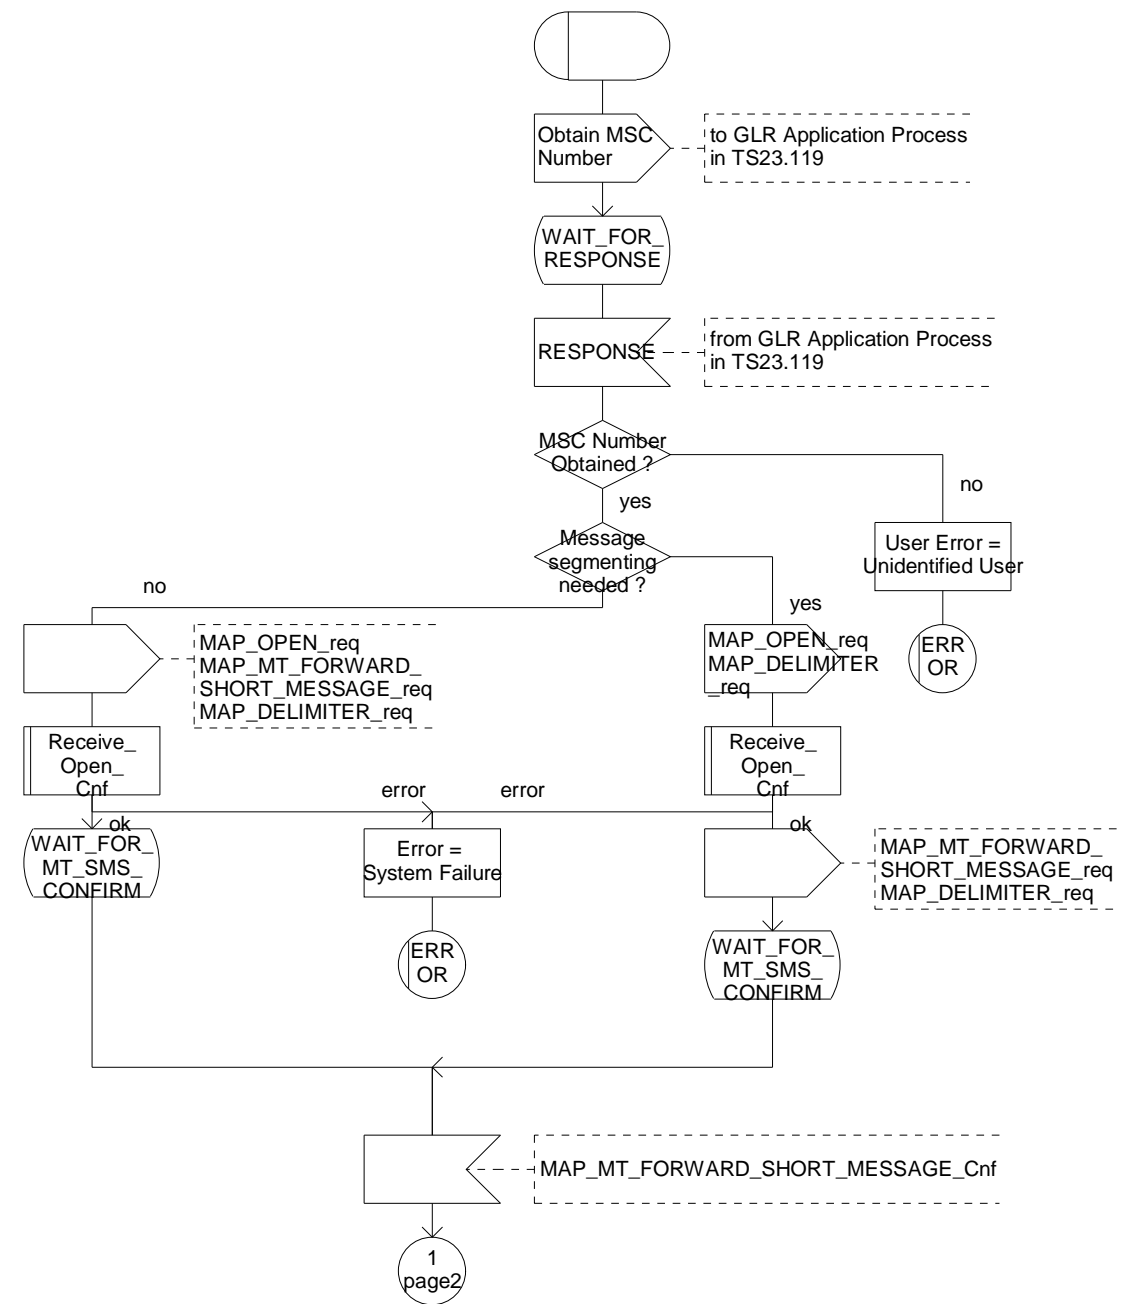 Obtain MSC
Number
to GLR Application Process
in TS23.119
WAIT_FOR_
RESPONSE
RESPONSE
from GLR Application Process
in TS23.119
MSC Number
Obtained ?
no
yes
User Error =
Unidentified User
ERR
OR
Message
segmenting
needed ?
no
yes
MAP_OPEN_req
MAP_MT_FORWARD_
SHORT_MESSAGE_req
MAP_DELIMITER_req
MAP_OPEN_req
MAP_DELIMITER
_req
Receive_
Open_
Cnf
Receive_
Open_
Cnf
error
error
ok
ok
WAIT_FOR_
MT_SMS_
CONFIRM
Error =
System Failure
MAP_MT_FORWARD_
SHORT_MESSAGE_req
MAP_DELIMITER_req
ERR
OR
WAIT_FOR_
MT_SMS_
CONFIRM
MAP_MT_FORWARD_SHORT_MESSAGE_Cnf
1
page2